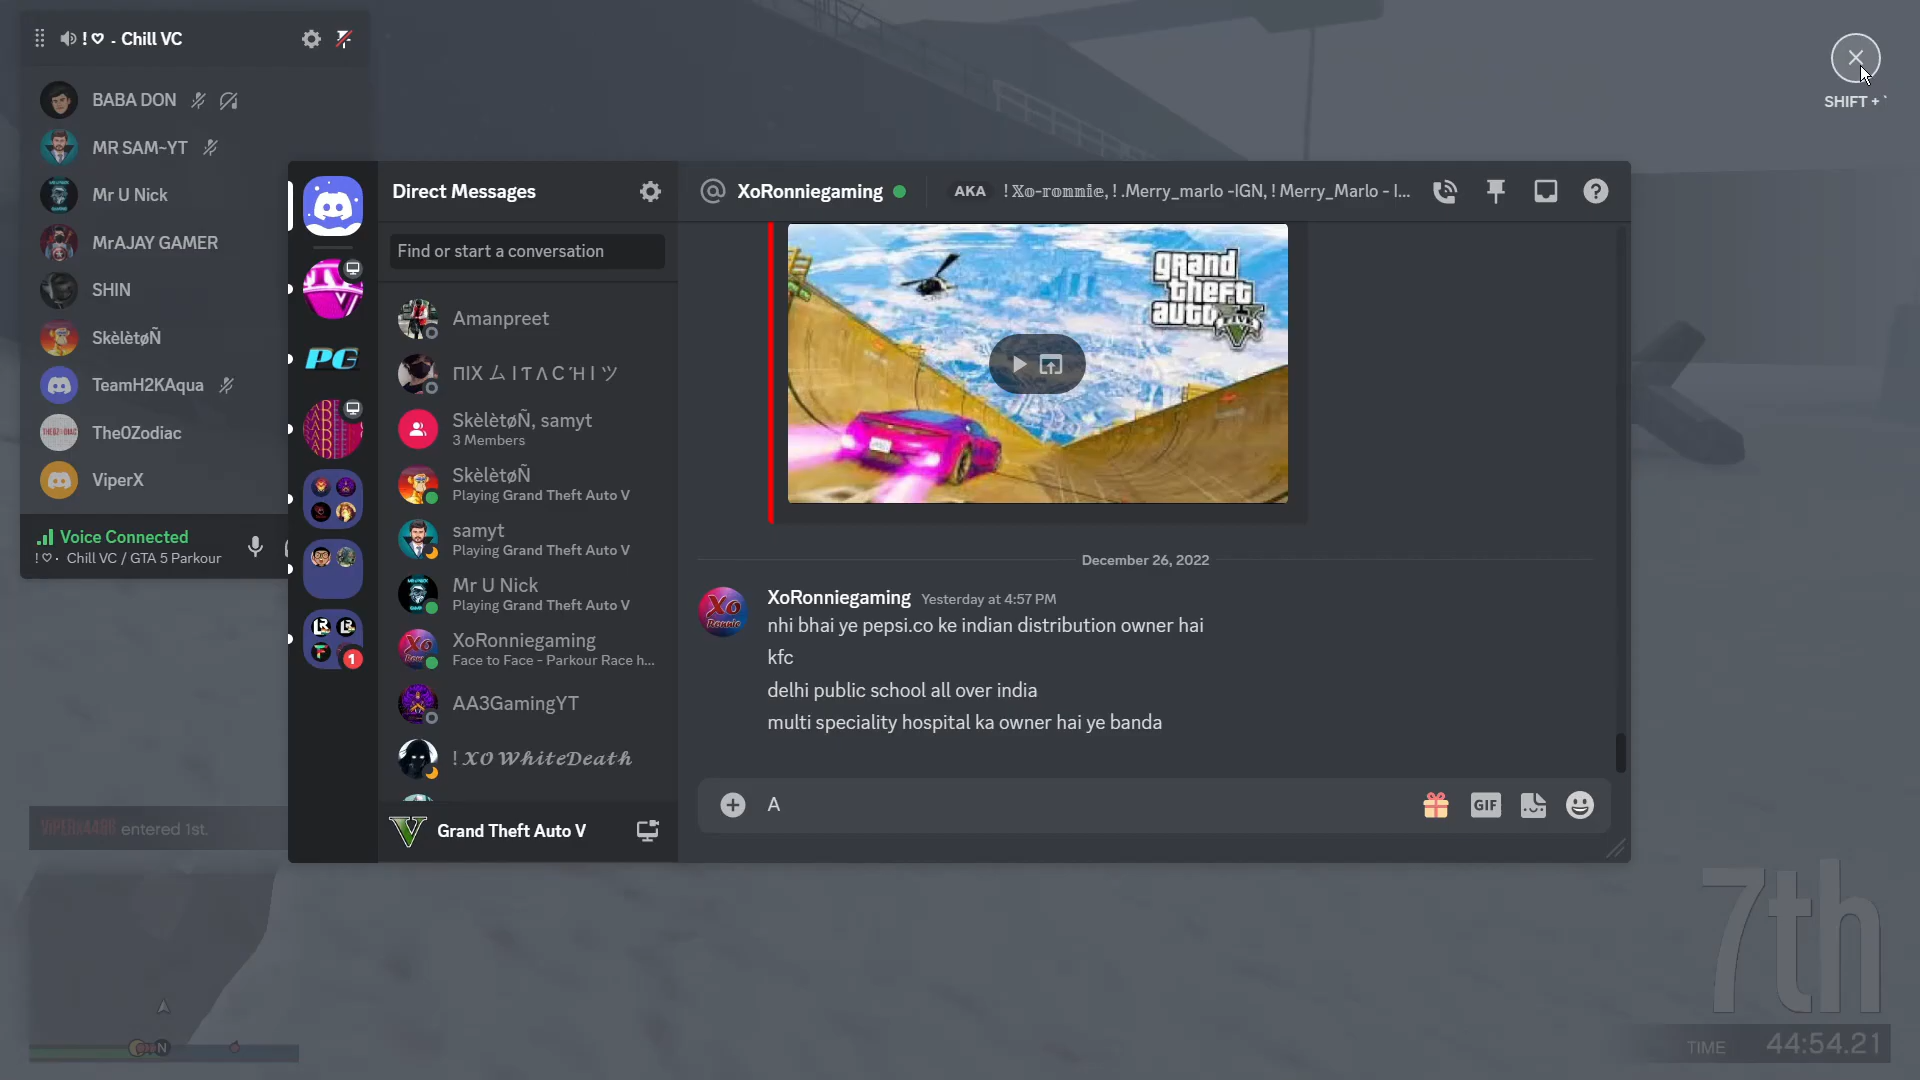 ! ♡ - Chill VC
BABA DON
MR SAM~YT
Mr U Nick
MrAJAY GAMER
SHIN
SkèlètøÑ
TeamH2KAqua
The0Zodiac
ViperX
Voice Connected
! ♡ - Chill VC / GTA 5 Parkour
entered 1st.
PG
1
Direct Messages
Find or start a conversation
Amanpreet
SkèlètøÑ, samyt
3 Members
SkèlètøÑ
Playing Grand Theft Auto V
samyt
Playing Grand Theft Auto V
Mr U Nick
Playing Grand Theft Auto V
XoRonniegaming
Face to Face - Parkour Race h...
AA3GamingYT
! 𝓧𝓞 𝓦𝓱𝓲𝓽𝓮𝓓𝓮𝓪𝓽𝓱
Grand Theft Auto V
XoRonniegaming
AKA
! 𝕏𝕠-𝕣𝕠𝕟𝕟𝕚𝕖, ! .Merry_marlo -IGN, ! Merry_Marlo - I...
grand
theft
auto
FIVE
December 26, 2022
Xo
Ronnie
XoRonniegaming Yesterday at 4:57 PM
nhi bhai ye pepsi.co ke indian distribution owner hai
kfc
delhi public school all over india
multi speciality hospital ka owner hai ye banda
A
GIF
SHIFT + `
7th
TIME 44:54.21
N